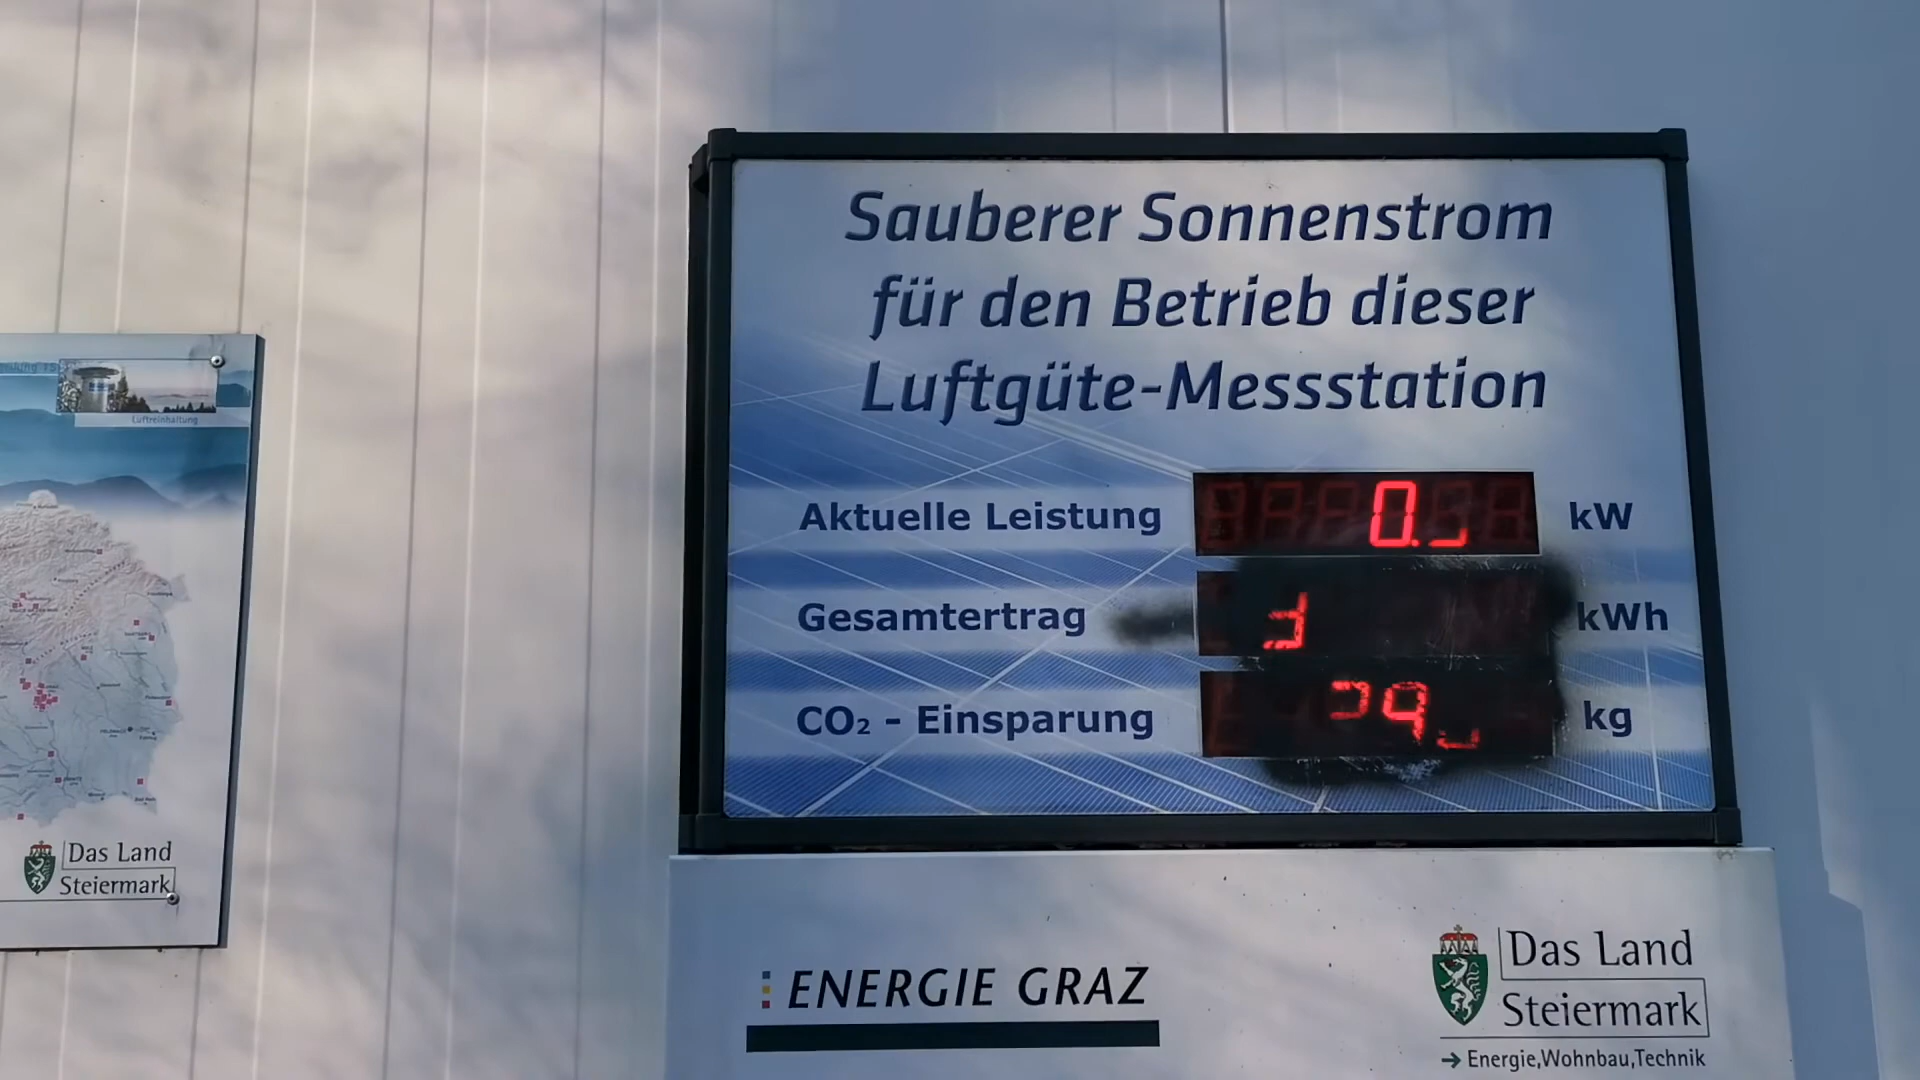 Sauberer Sonnenstrom
für den Betrieb dieser
Luftgüte-Messstation
Aktuelle Leistung kW
Gesamtertrag kWh
CO₂ - Einsparung kg
Luftreinhaltung
Das Land
Steiermark
ENERGIE GRAZ
Das Land
Steiermark
→ Energie,Wohnbau,Technik